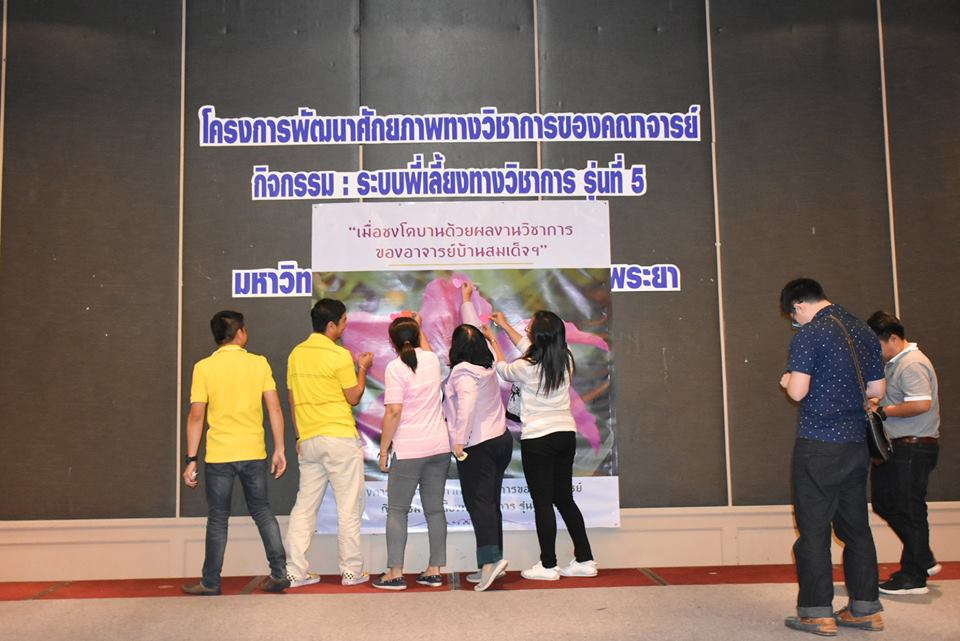 โครงการพัฒนาศักยภาพทางวิชาการของคณาจารย์
กิจกรรม : ระบบพี่เลี้ยงทางวิชาการ รุ่นที่ 5
“เมื่อชงโคบานด้วยผลงานวิชาการ
ของอาจารย์บ้านสมเด็จฯ”
มหาวิท พระยา